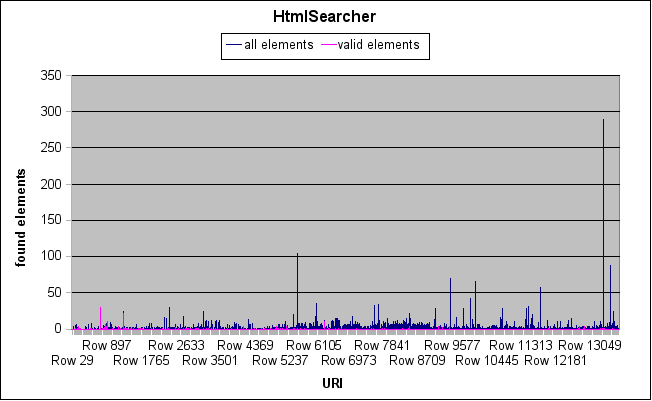 HtmlSearcher
all elements valid elements
350
300
250
200
150
100
50
0
found elements
Row 897 Row 2633 Row 4369 Row 6105 Row 7841 Row 9577 Row 11313 Row 13049
Row 29 Row 1765 Row 3501 Row 5237 Row 6973 Row 8709 Row 10445 Row 12181
URI